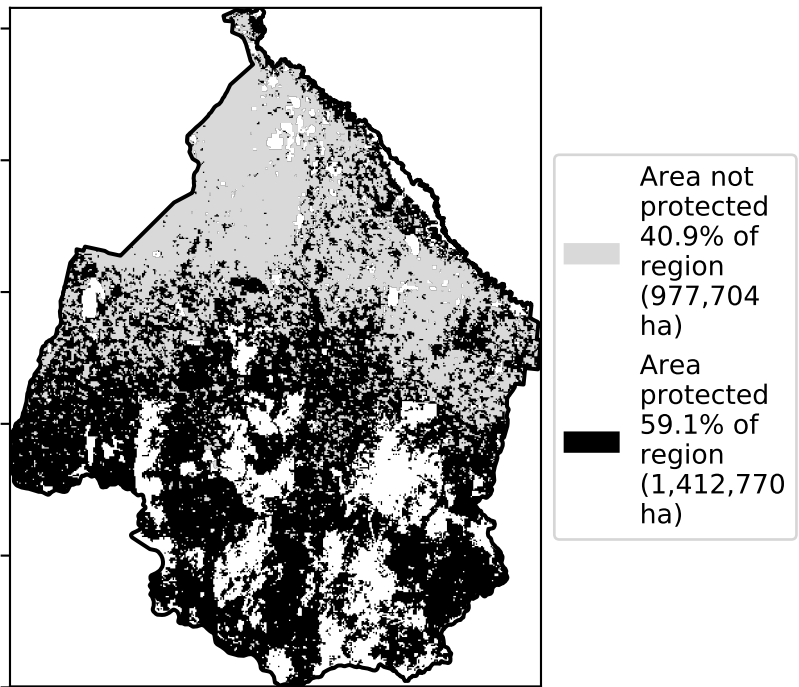 Area not
protected
40.9% of
region
(977,704
ha)
Area
protected
59.1% of
region
(1,412,770
ha)